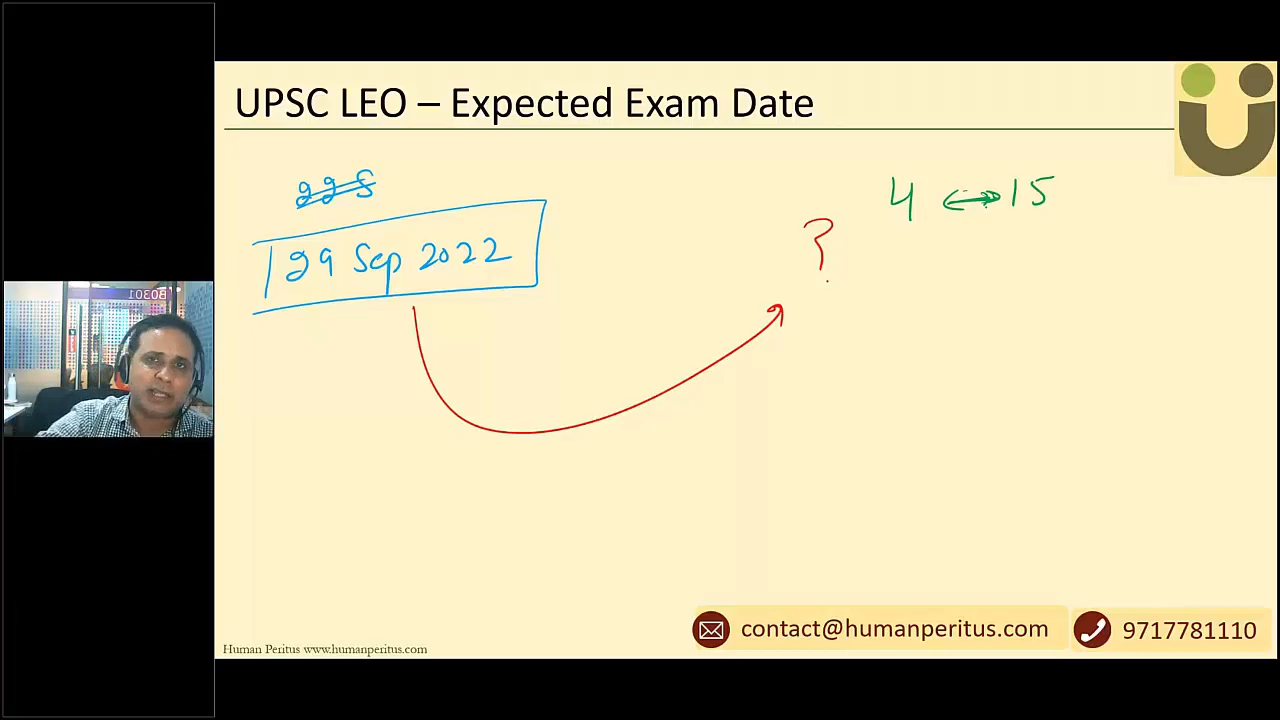 UPSC LEO – Expected Exam Date
4 ↔ 15
29 Sep 2022
?
B0301
contact@humanperitus.com
9717781110
Human Peritus www.humanperitus.com